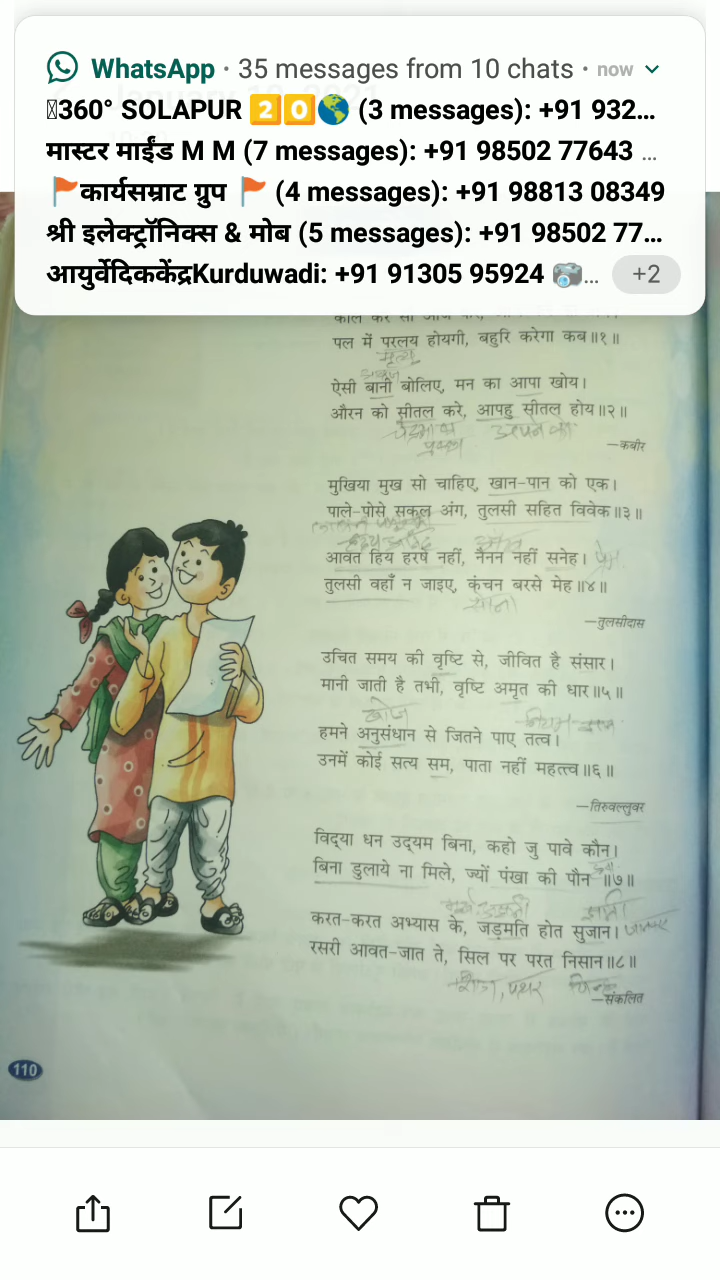 WhatsApp · 35 messages from 10 chats · now
360° SOLAPUR 2️⃣0️⃣🌎 (3 messages): +91 932...
मास्टर माईंड M M (7 messages): +91 98502 77643 ...
🚩कार्यसम्राट ग्रुप 🚩 (4 messages): +91 98813 08349
श्री इलेक्ट्रॉनिक्स & मोब (5 messages): +91 98502 77...
आयुर्वेदिककेंद्रKurduwadi: +91 91305 95924 📷... +2
पल में परलय होयगी, बहुरि करेगा कब॥१॥
मृत्यू
ऐसी बानी बोलिए, मन का आपा खोय।
औरन को सीतल करे, आपहु सीतल होय॥२॥
—कबीर
मुखिया मुख सो चाहिए, खान-पान को एक।
पाले-पोसे सकल अंग, तुलसी सहित विवेक॥३॥
आवत हिय हरषै नहीं, नैनन नहीं सनेह। प्रेम
तुलसी वहाँ न जाइए, कंचन बरसे मेह॥४॥
सोना
—तुलसीदास
उचित समय की वृष्टि से, जीवित है संसार।
मानी जाती है तभी, वृष्टि अमृत की धार॥५॥
खोज
हमने अनुसंधान से जितने पाए तत्व।
उनमें कोई सत्य सम, पाता नहीं महत्त्व॥६॥
—तिरुवल्लुवर
विद्या धन उद्यम बिना, कहो जु पावे कौन।
बिना डुलाये ना मिले, ज्यों पंखा की पौन॥७॥
करत-करत अभ्यास के, जड़मति होत सुजान।
रसरी आवत-जात ते, सिल पर परत निसान॥८॥
—संकलित
110